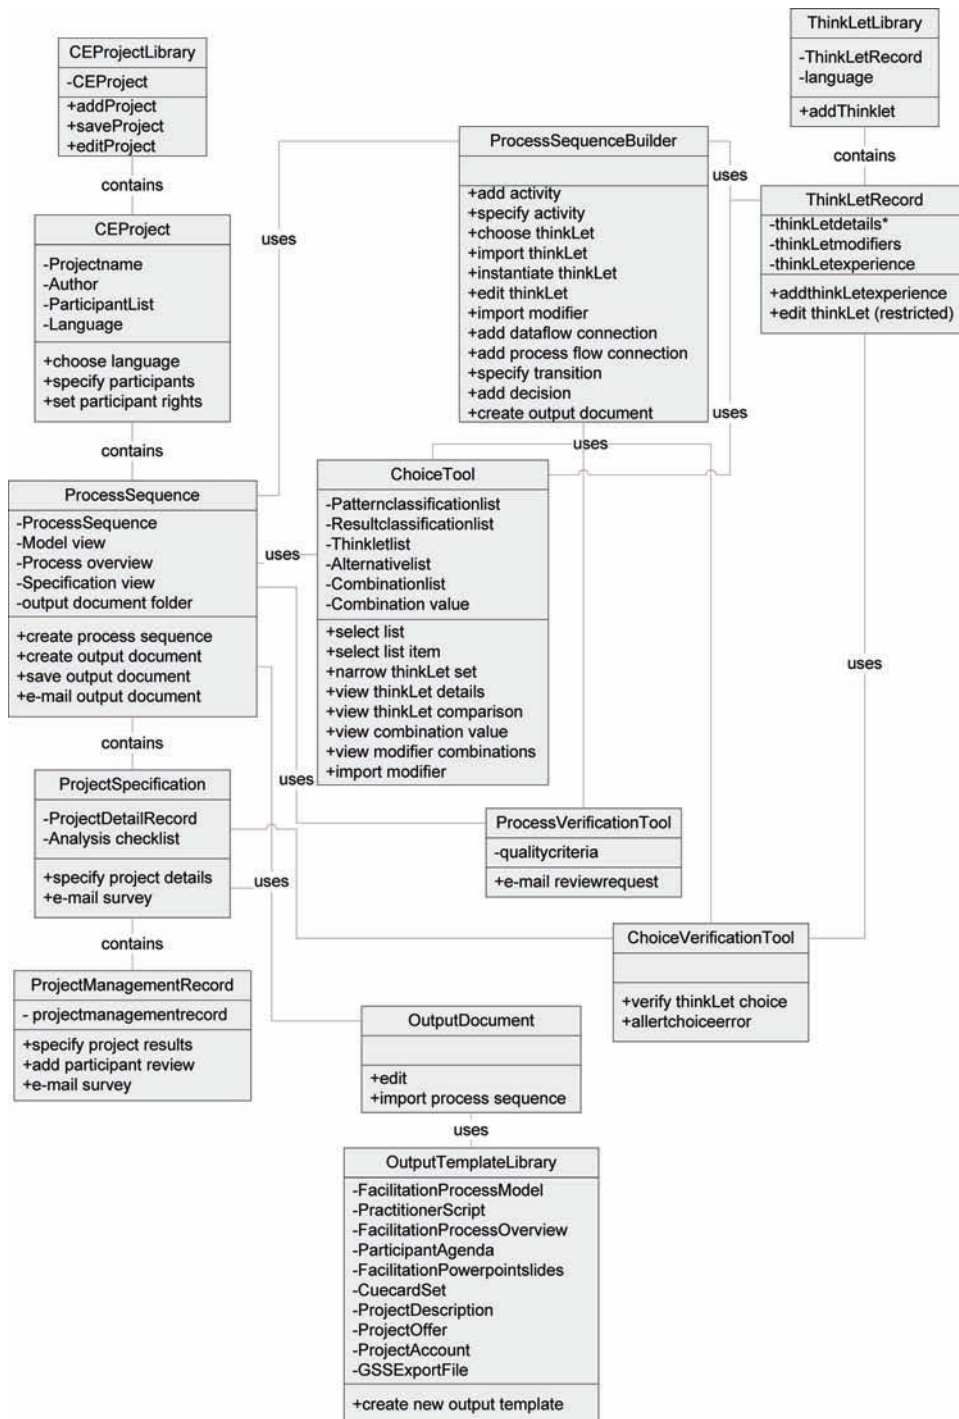 CEProjectLibrary
-CEProject
+addProject
+saveProject
+editProject
contains
CEProject
-Projectname
-Author
-ParticipantList
-Language
+choose language
+specify participants
+set participant rights
contains
ProcessSequence
-ProcessSequence
-Model view
-Process overview
-Specification view
-output document folder
+create process sequence
+create output document
+save output document
+e-mail output document
contains
ProjectSpecification
-ProjectDetailRecord
-Analysis checklist
+specify project details
+e-mail survey
contains
ProjectManagementRecord
- projectmanagementrecord
+specify project results
+add participant review
+e-mail survey
uses
uses
uses
uses
ProcessSequenceBuilder
+add activity
+specify activity
+choose thinkLet
+import thinkLet
+instantiate thinkLet
+edit thinkLet
+import modifier
+add dataflow connection
+add process flow connection
+specify transition
+add decision
+create output document
uses
ChoiceTool
-Patternclassificationlist
-Resultclassificationlist
-Thinkletlist
-Alternativelist
-Combinationlist
-Combination value
+select list
+select list item
+narrow thinkLet set
+view thinkLet details
+view thinkLet comparison
+view combination value
+view modifier combinations
+import modifier
ProcessVerificationTool
-qualitycriteria
+e-mail reviewrequest
OutputDocument
+edit
+import process sequence
uses
OutputTemplateLibrary
-FacilitationProcessModel
-PractitionerScript
-FacilitationProcessOverview
-ParticipantAgenda
-FacilitationPowerpointslides
-CuecardSet
-ProjectDescription
-ProjectOffer
-ProjectAccount
-GSSExportFile
+create new output template
ThinkLetLibrary
-ThinkLetRecord
-language
+addThinklet
contains
uses
ThinkLetRecord
-thinkLetdetails*
-thinkLetmodifiers
-thinkLetexperience
+addthinkLetexperience
+edit thinkLet (restricted)
uses
uses
ChoiceVerificationTool
+verify thinkLet choice
+allertchoiceerror